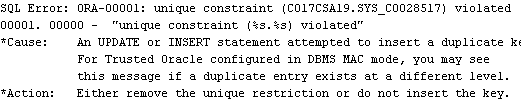 SQL Error: ORA-00001: unique constraint (C017CSA19.SYS_C0028517) violated
00001. 00000 -  "unique constraint (%s.%s) violated"
*Cause:    An UPDATE or INSERT statement attempted to insert a duplicate ke
For Trusted Oracle configured in DBMS MAC mode, you may see
this message if a duplicate entry exists at a different level.
*Action:   Either remove the unique restriction or do not insert the key.